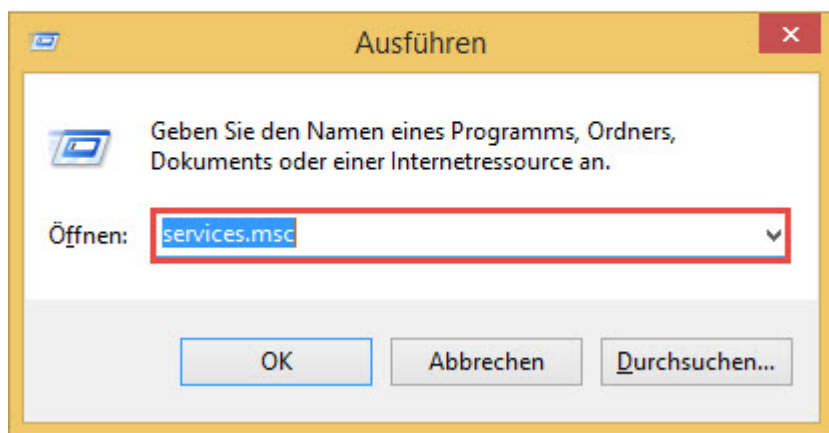 Ausführen
Geben Sie den Namen eines Programms, Ordners,
Dokuments oder einer Internetressource an.
Öffnen: services.msc
OK Abbrechen Durchsuchen...